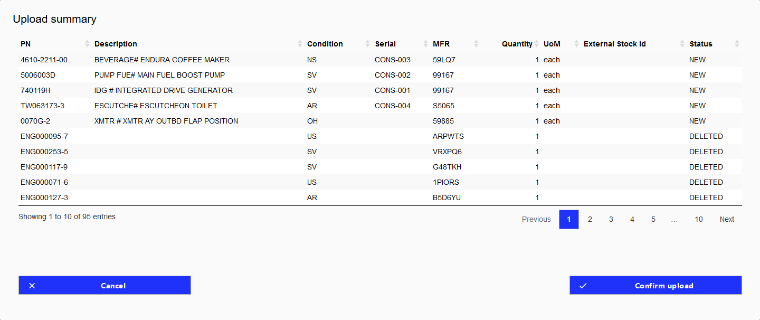 Upload summary
PN Description Condition Serial MFR Quantity UoM External Stock Id Status
4610-2211-00 BEVERAGE# ENDURA COFFEE MAKER NS CONS-003 59LQ7 1 each NEW
5006003D PUMP FUE# MAIN FUEL BOOST PUMP SV CONS-002 99167 1 each NEW
740119H IDG # INTEGRATED DRIVE GENERATOR SV CONS-001 99167 1 each NEW
TW063173-3 ESCUTCHE# ESCUTCHEON TOILET AR CONS-004 S5065 1 each NEW
0070G-2 XMTR # XMTR AY OUTBD FLAP POSITION OH 59885 1 each NEW
ENG000095-7 US ARPWTS 1 DELETED
ENG000253-5 SV VRXPQ6 1 DELETED
ENG000117-9 SV G48TKH 1 DELETED
ENG000071-6 US 1PIORS 1 DELETED
ENG000127-3 AR B5D6YU 1 DELETED
Showing 1 to 10 of 95 entries
Previous 1 2 3 4 5 ... 10 Next
Cancel Confirm upload